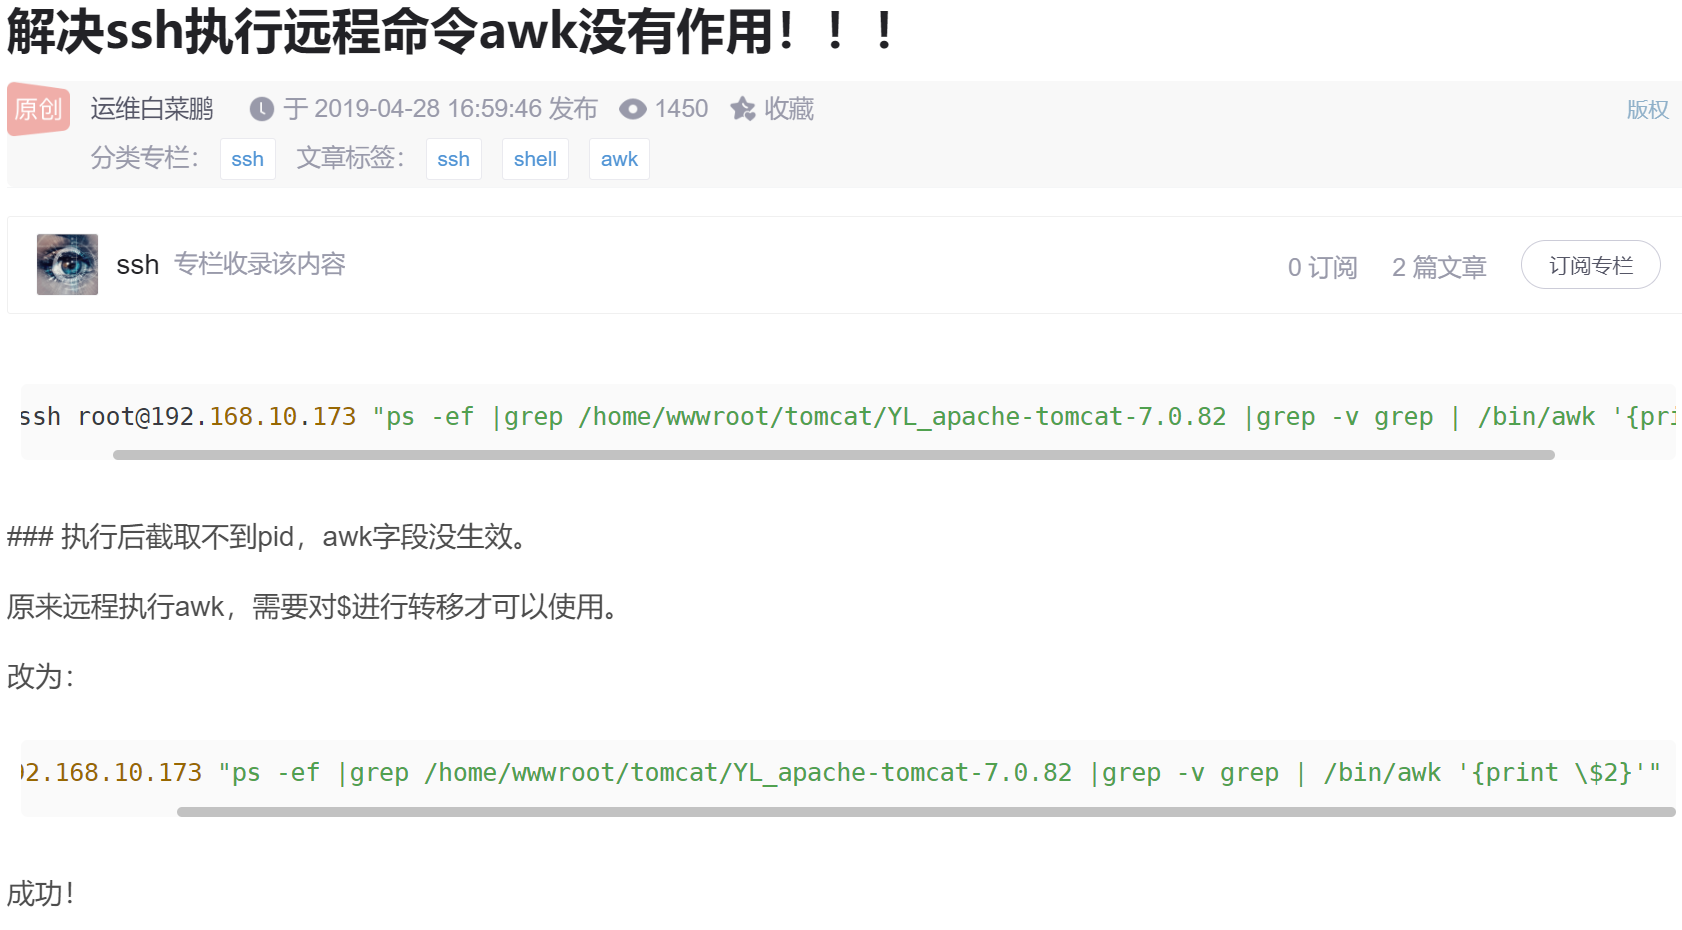 解决ssh执行远程命令awk没有作用！！！
原创 运维白菜鹏 于 2019-04-28 16:59:46 发布 1450 收藏 版权
分类专栏： ssh 文章标签： ssh shell awk
ssh 专栏收录该内容 0 订阅 2 篇文章 订阅专栏
ssh root@192.168.10.173 "ps -ef |grep /home/wwwroot/tomcat/YL_apache-tomcat-7.0.82 |grep -v grep | /bin/awk '{pri
### 执行后截取不到pid，awk字段没生效。
原来远程执行awk，需要对$进行转移才可以使用。
改为：
92.168.10.173 "ps -ef |grep /home/wwwroot/tomcat/YL_apache-tomcat-7.0.82 |grep -v grep | /bin/awk '{print \$2}'"
成功！